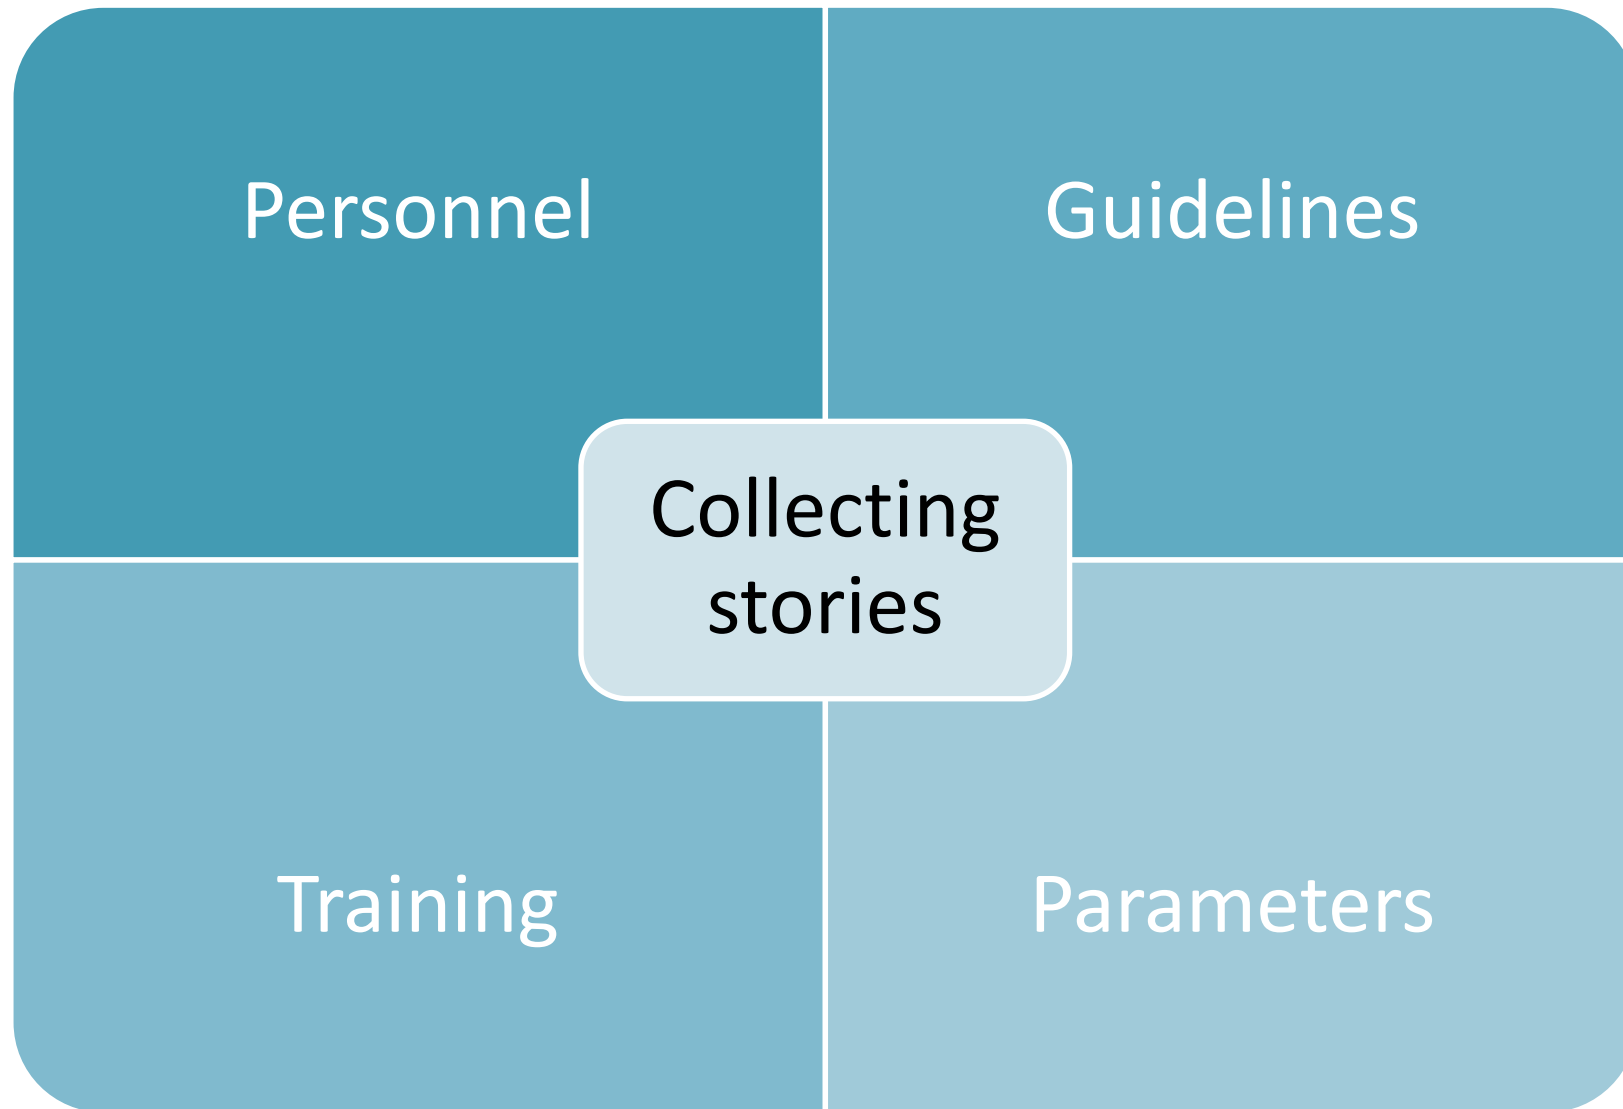 Personnel
Guidelines
Collecting
stories
Training
Parameters